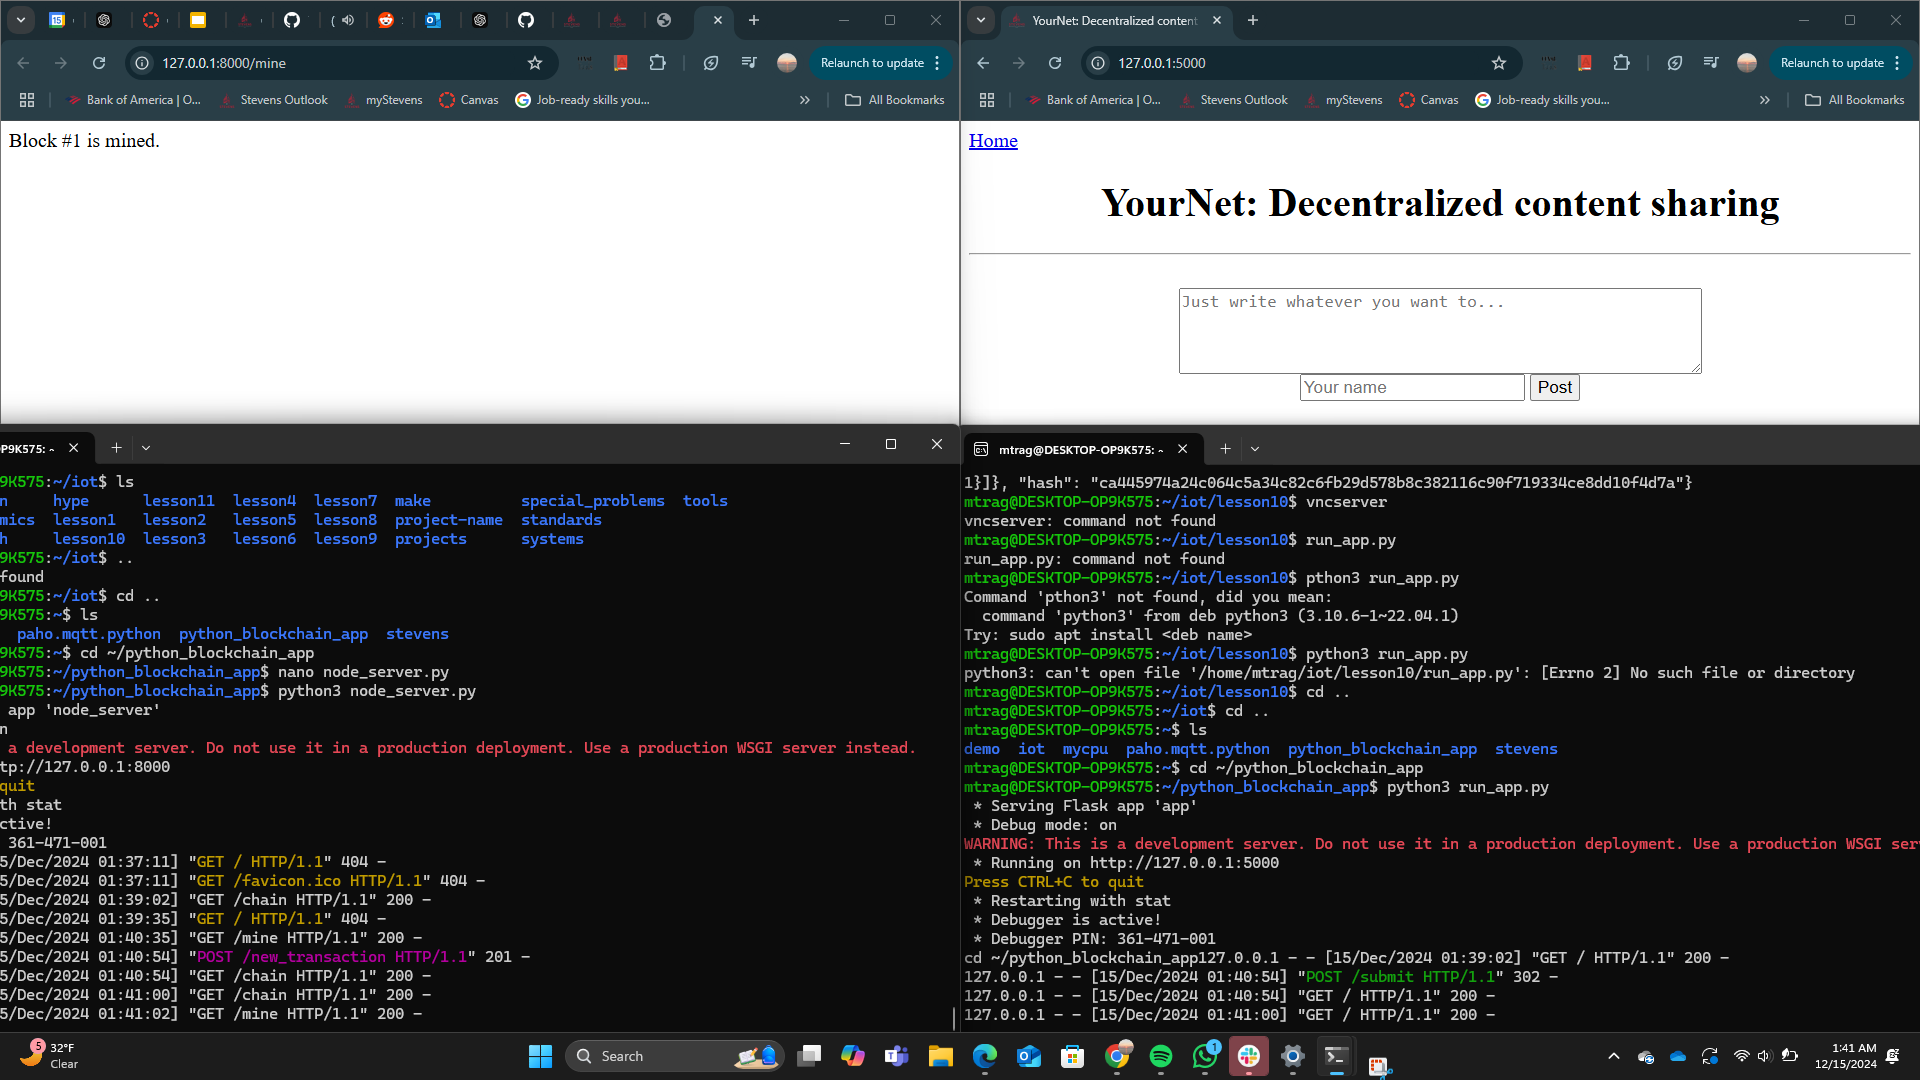 127.0.0.1:8000/mine
Relaunch to update
Bank of America | O...
Stevens Outlook
myStevens
Canvas
Job-ready skills you...
All Bookmarks
Block #1 is mined.
YourNet: Decentralized content
127.0.0.1:5000
Relaunch to update
Bank of America | O...
Stevens Outlook
myStevens
Canvas
Job-ready skills you...
All Bookmarks
Home
YourNet: Decentralized content sharing
Just write whatever you want to...
Your name
Post
OP9K575: ~
9K575:~/iot$ ls
n hype lesson11 lesson4 lesson7 make special_problems tools
mics lesson1 lesson2 lesson5 lesson8 project-name standards
h lesson10 lesson3 lesson6 lesson9 projects systems
9K575:~/iot$ ..
found
9K575:~/iot$ cd ..
9K575:~$ ls
paho.mqtt.python python_blockchain_app stevens
9K575:~$ cd ~/python_blockchain_app
9K575:~/python_blockchain_app$ nano node_server.py
9K575:~/python_blockchain_app$ python3 node_server.py
app 'node_server'
n
a development server. Do not use it in a production deployment. Use a production WSGI server instead.
tp://127.0.0.1:8000
quit
th stat
ctive!
361-471-001
5/Dec/2024 01:37:11] "GET / HTTP/1.1" 404 -
5/Dec/2024 01:37:11] "GET /favicon.ico HTTP/1.1" 404 -
5/Dec/2024 01:39:02] "GET /chain HTTP/1.1" 200 -
5/Dec/2024 01:39:35] "GET / HTTP/1.1" 404 -
5/Dec/2024 01:40:35] "GET /mine HTTP/1.1" 200 -
5/Dec/2024 01:40:54] "POST /new_transaction HTTP/1.1" 201 -
5/Dec/2024 01:40:54] "GET /chain HTTP/1.1" 200 -
5/Dec/2024 01:41:00] "GET /chain HTTP/1.1" 200 -
5/Dec/2024 01:41:02] "GET /mine HTTP/1.1" 200 -
mtrag@DESKTOP-OP9K575: ~
1}]}, "hash": "ca445974a24c064c5a34c82c6fb29d578b8c382116c90f719334ce8dd10f4d7a"}
mtrag@DESKTOP-OP9K575:~/iot/lesson10$ vncserver
vncserver: command not found
mtrag@DESKTOP-OP9K575:~/iot/lesson10$ run_app.py
run_app.py: command not found
mtrag@DESKTOP-OP9K575:~/iot/lesson10$ pthon3 run_app.py
Command 'pthon3' not found, did you mean:
command 'python3' from deb python3 (3.10.6-1~22.04.1)
Try: sudo apt install <deb name>
mtrag@DESKTOP-OP9K575:~/iot/lesson10$ python3 run_app.py
python3: can't open file '/home/mtrag/iot/lesson10/run_app.py': [Errno 2] No such file or directory
mtrag@DESKTOP-OP9K575:~/iot/lesson10$ cd ..
mtrag@DESKTOP-OP9K575:~/iot$ cd ..
mtrag@DESKTOP-OP9K575:~$ ls
demo iot mycpu paho.mqtt.python python_blockchain_app stevens
mtrag@DESKTOP-OP9K575:~$ cd ~/python_blockchain_app
mtrag@DESKTOP-OP9K575:~/python_blockchain_app$ python3 run_app.py
* Serving Flask app 'app'
* Debug mode: on
WARNING: This is a development server. Do not use it in a production deployment. Use a production WSGI ser
* Running on http://127.0.0.1:5000
Press CTRL+C to quit
* Restarting with stat
* Debugger is active!
* Debugger PIN: 361-471-001
cd ~/python_blockchain_app127.0.0.1 - - [15/Dec/2024 01:39:02] "GET / HTTP/1.1" 200 -
127.0.0.1 - - [15/Dec/2024 01:40:54] "POST /submit HTTP/1.1" 302 -
127.0.0.1 - - [15/Dec/2024 01:40:54] "GET / HTTP/1.1" 200 -
127.0.0.1 - - [15/Dec/2024 01:41:00] "GET / HTTP/1.1" 200 -
5
32°F
Clear
Search
1
1:41 AM
12/15/2024